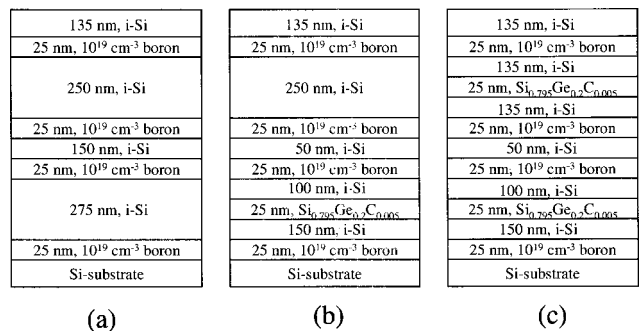 135 nm, i-Si
25 nm, 10¹⁹ cm⁻³ boron
250 nm, i-Si
25 nm, 10¹⁹ cm⁻³ boron
150 nm, i-Si
25 nm, 10¹⁹ cm⁻³ boron
275 nm, i-Si
25 nm, 10¹⁹ cm⁻³ boron
Si-substrate
(a)
135 nm, i-Si
25 nm, 10¹⁹ cm⁻³ boron
250 nm, i-Si
25 nm, 10¹⁹ cm⁻³ boron
50 nm, i-Si
25 nm, 10¹⁹ cm⁻³ boron
100 nm, i-Si
25 nm, Si₀.₇₉₅Ge₀.₂C₀.₀₀₅
150 nm, i-Si
25 nm, 10¹⁹ cm⁻³ boron
Si-substrate
(b)
135 nm, i-Si
25 nm, 10¹⁹ cm⁻³ boron
135 nm, i-Si
25 nm, Si₀.₇₉₅Ge₀.₂C₀.₀₀₅
135 nm, i-Si
25 nm, 10¹⁹ cm⁻³ boron
50 nm, i-Si
25 nm, 10¹⁹ cm⁻³ boron
100 nm, i-Si
25 nm, Si₀.₇₉₅Ge₀.₂C₀.₀₀₅
150 nm, i-Si
25 nm, 10¹⁹ cm⁻³ boron
Si-substrate
(c)